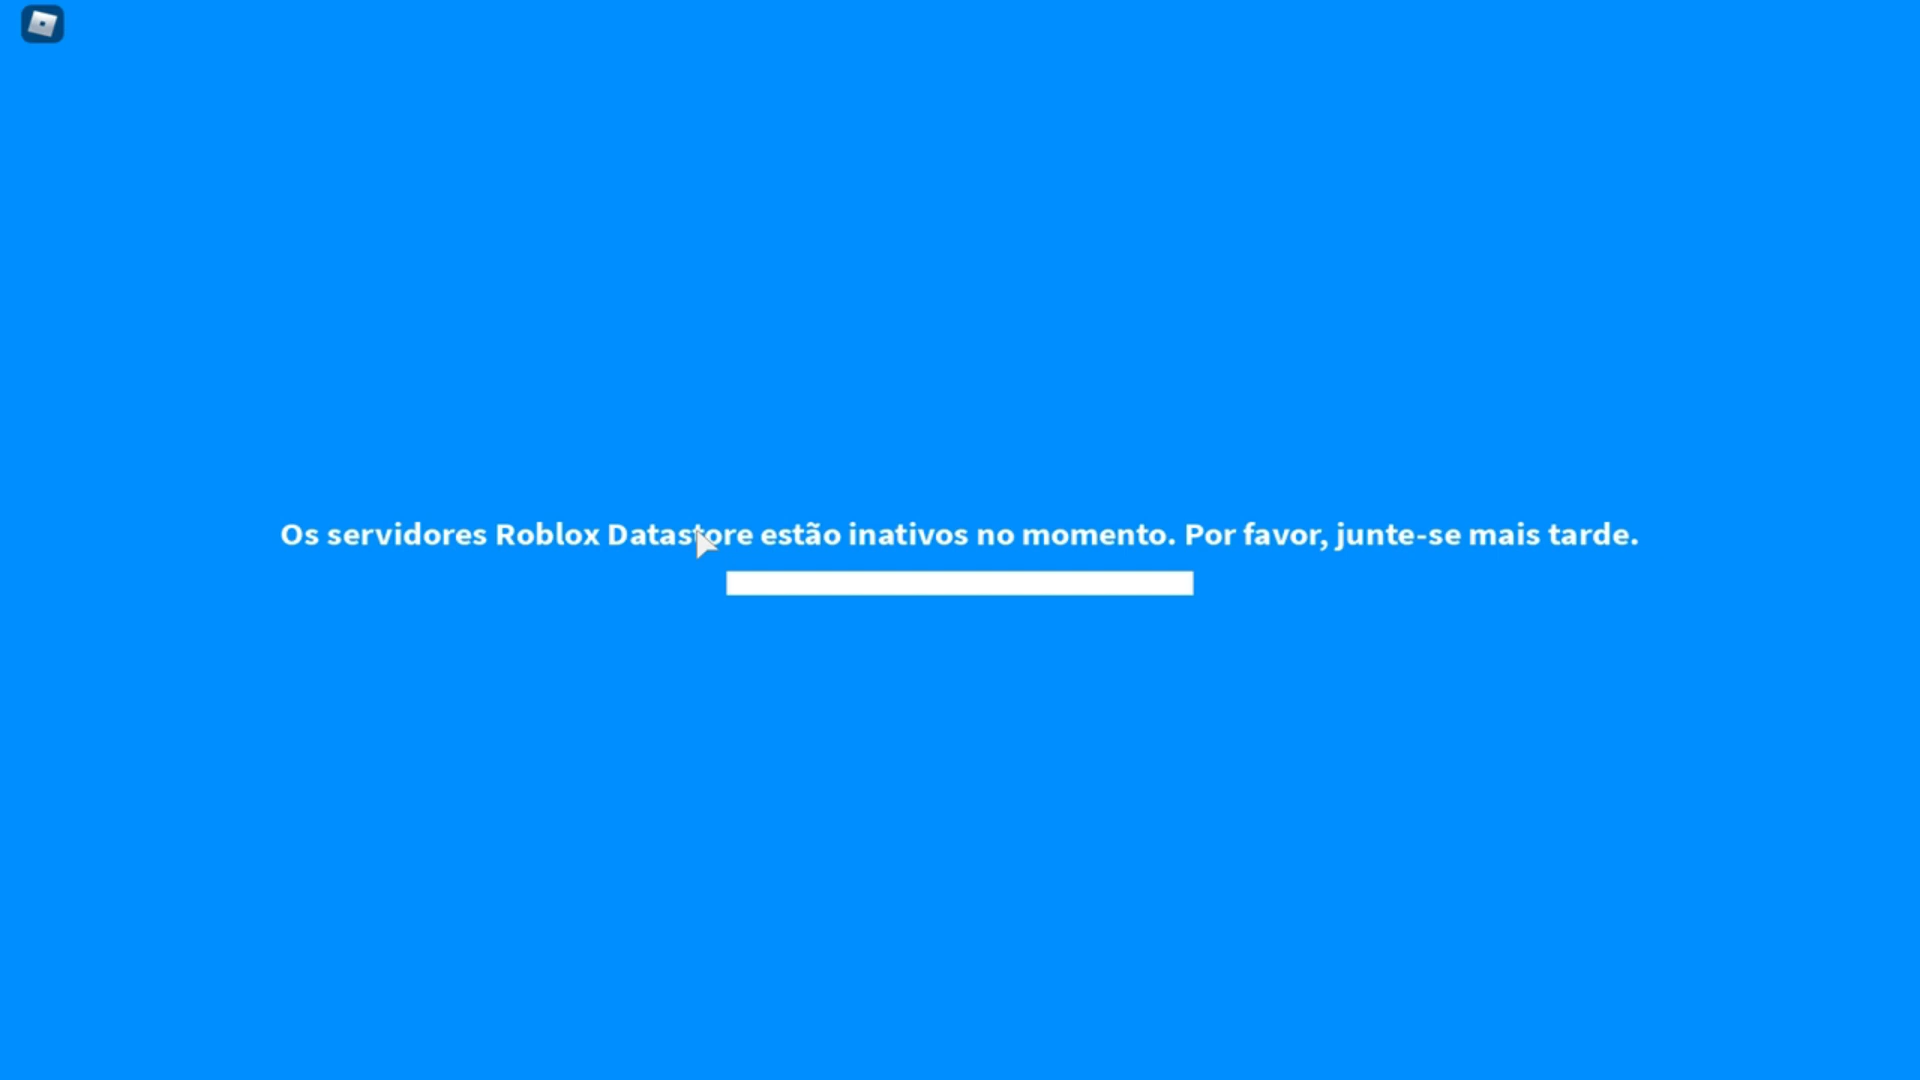 Os servidores Roblox Datastore estão inativos no momento. Por favor, junte-se mais tarde.